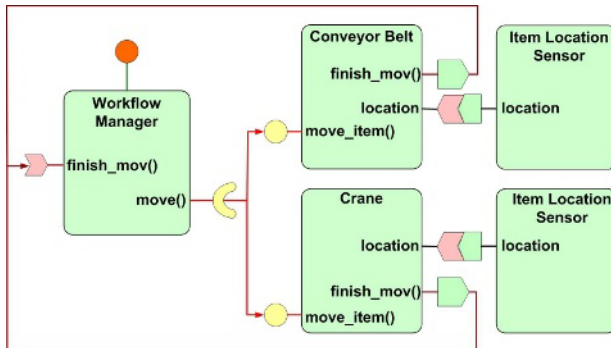 Workflow
Manager
finish_mov()
move()
Conveyor Belt
finish_mov()
location
move_item()
Item Location
Sensor
location
Crane
location
finish_mov()
move_item()
Item Location
Sensor
location